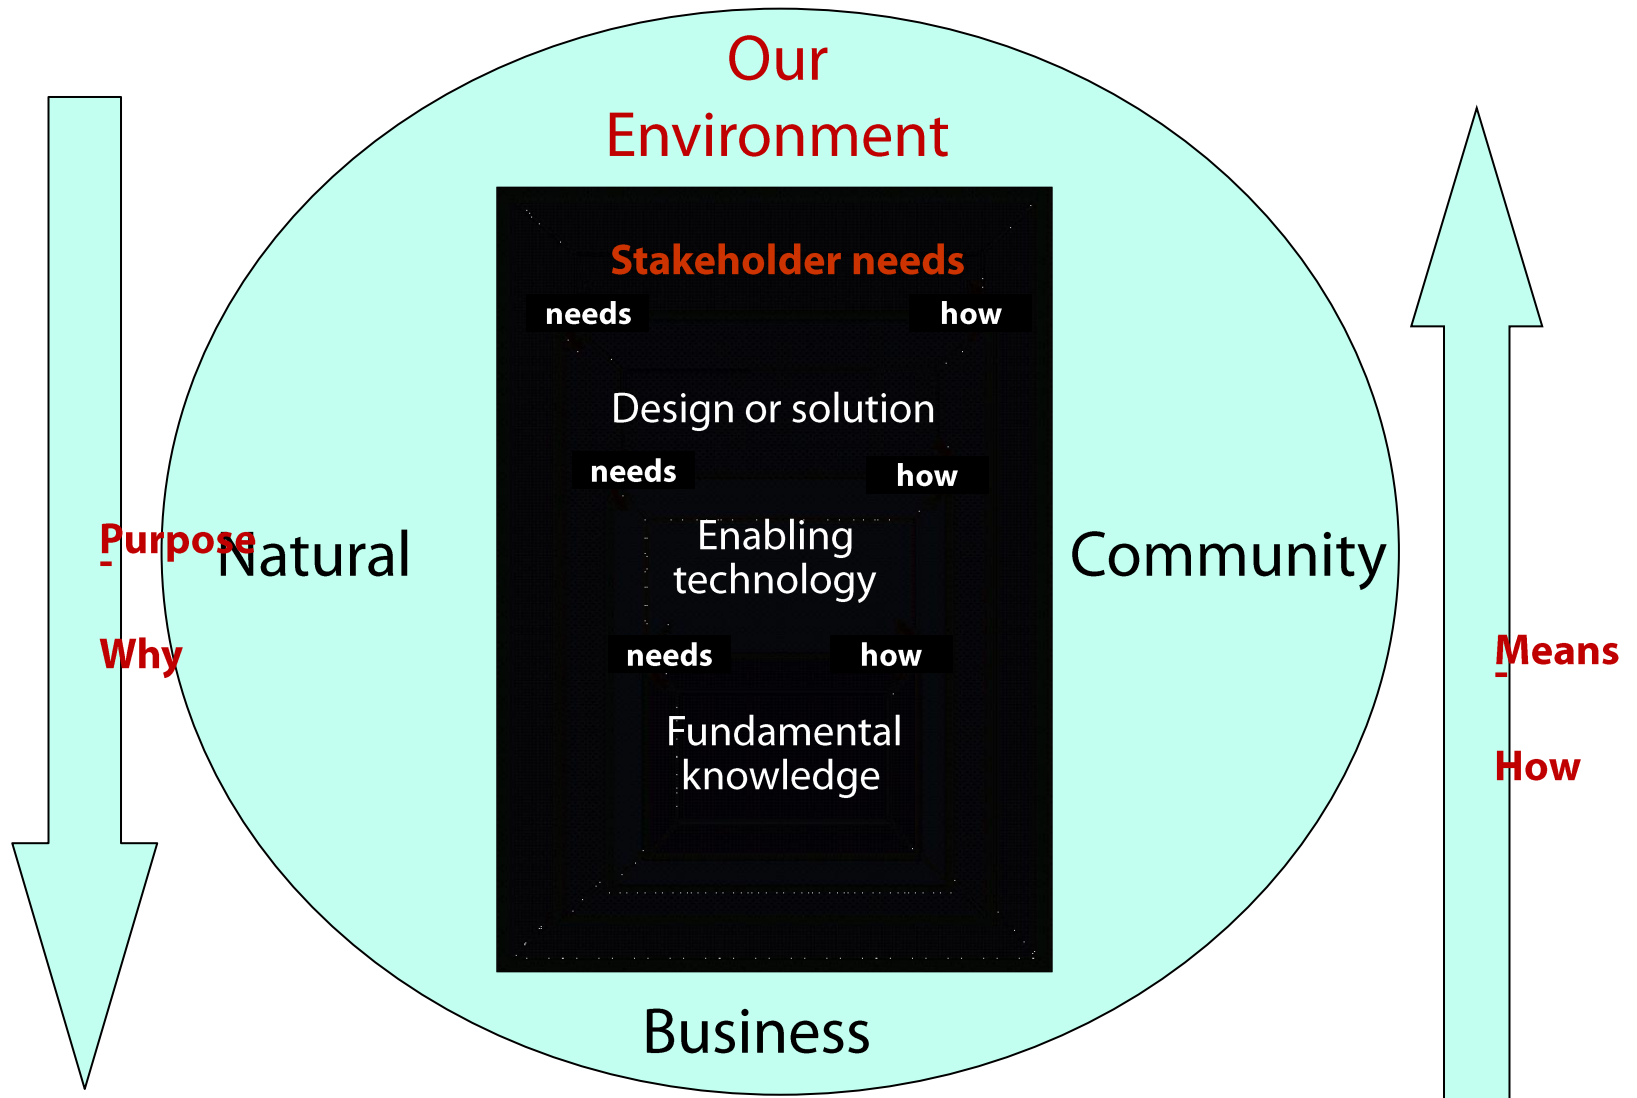 Our
Environment
Stakeholder needs
needs
how
Design or solution
needs
how
Enabling
technology
needs
how
Fundamental
knowledge
Purpose
-
Why
Natural
Community
Means
-
How
Business